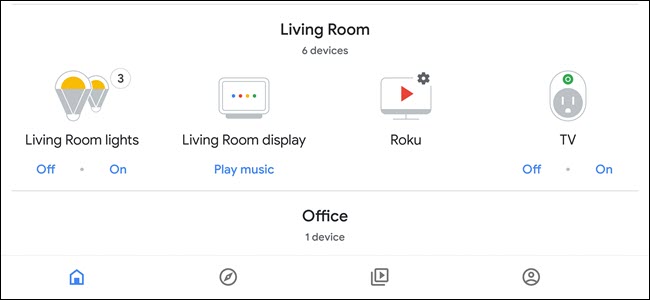 Living Room
6 devices
3
Living Room lights
Living Room display
Roku
TV
Off • On
Play music
Off • On
Office
1 device